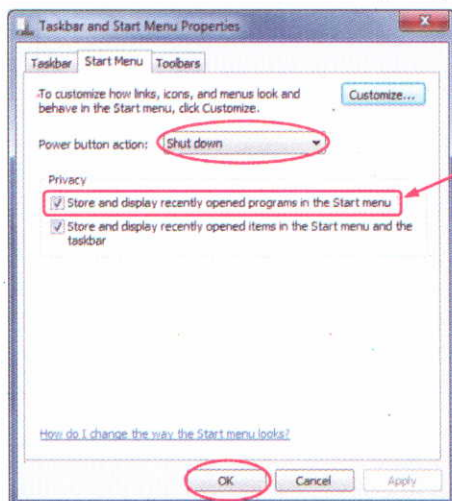 Taskbar and Start Menu Properties
Taskbar Start Menu Toolbars
To customize how links, icons, and menus look and
behave in the Start menu, click Customize.
Customize...
Power button action: Shut down
Privacy
Store and display recently opened programs in the Start menu
Store and display recently opened items in the Start menu and the
taskbar
How do I change the way the Start menu looks?
OK Cancel Apply